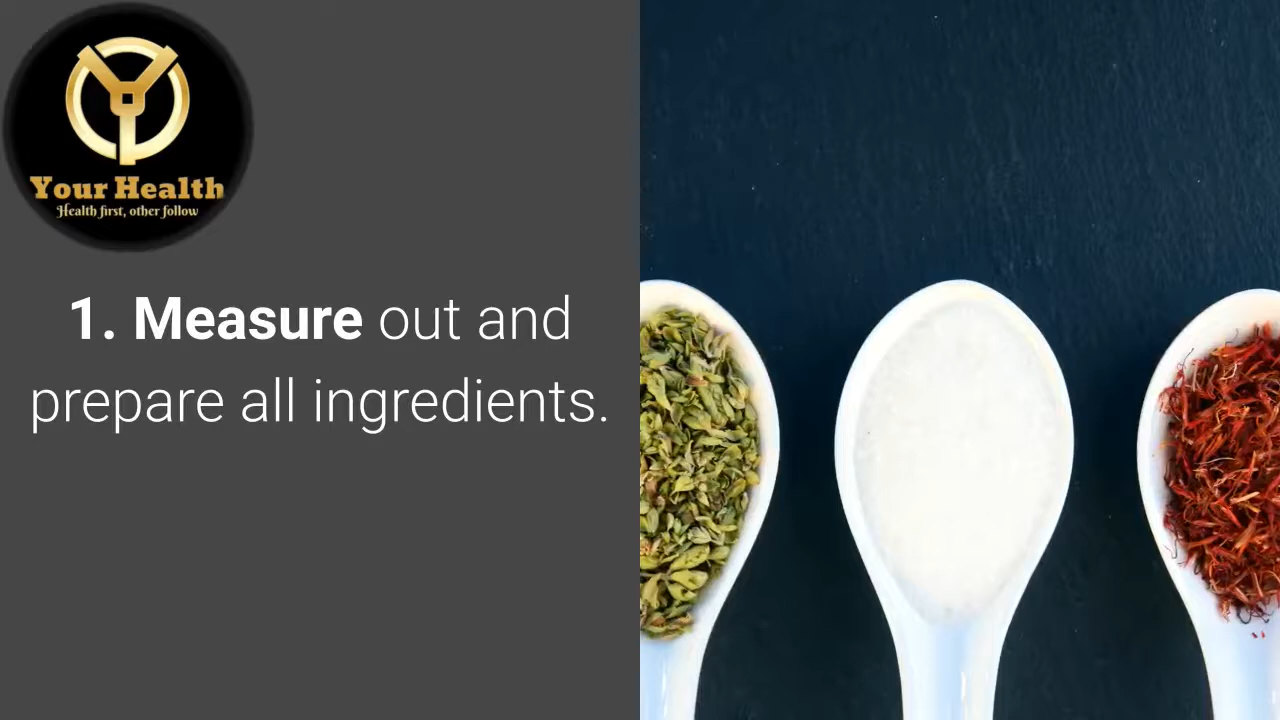 Your Health
Health first, other follow
1. Measure out and
prepare all ingredients.